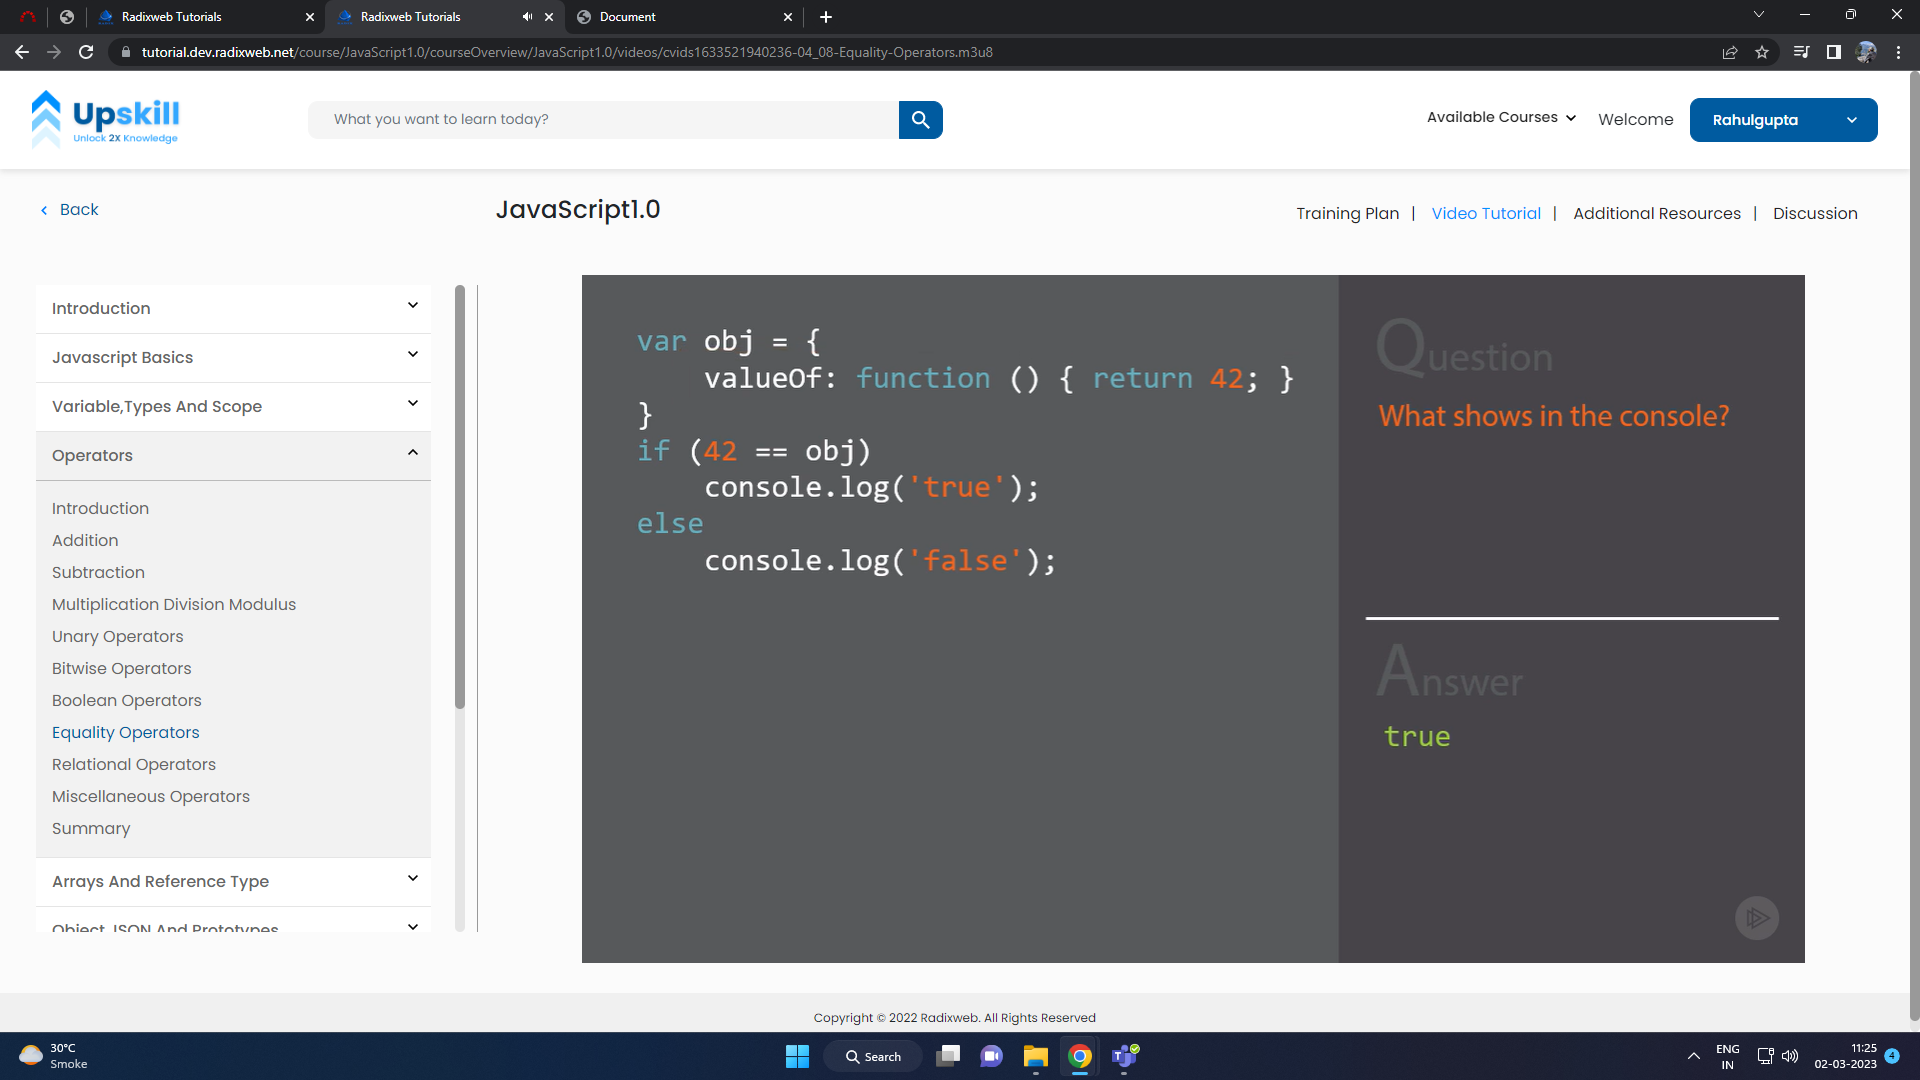 Radixweb Tutorials
Radixweb Tutorials
Document
tutorial.dev.radixweb.net/course/JavaScript1.0/courseOverview/JavaScript1.0/videos/cvids1633521940236-04_08-Equality-Operators.m3u8
Upskill
Unlock 2X Knowledge
What you want to learn today?
Available Courses
Welcome
Rahulgupta
Back
JavaScript1.0
Training Plan | Video Tutorial | Additional Resources | Discussion
Introduction
Javascript Basics
Variable,Types And Scope
Operators
Introduction
Addition
Subtraction
Multiplication Division Modulus
Unary Operators
Bitwise Operators
Boolean Operators
Equality Operators
Relational Operators
Miscellaneous Operators
Summary
Arrays And Reference Type
Object JSON And Prototypes
var obj = {
valueOf: function () { return 42; }
}
if (42 == obj)
console.log('true');
else
console.log('false');
Question
What shows in the console?
Answer
true
Copyright © 2022 Radixweb. All Rights Reserved
30°C
Smoke
Search
ENG
IN
11:25
02-03-2023
4